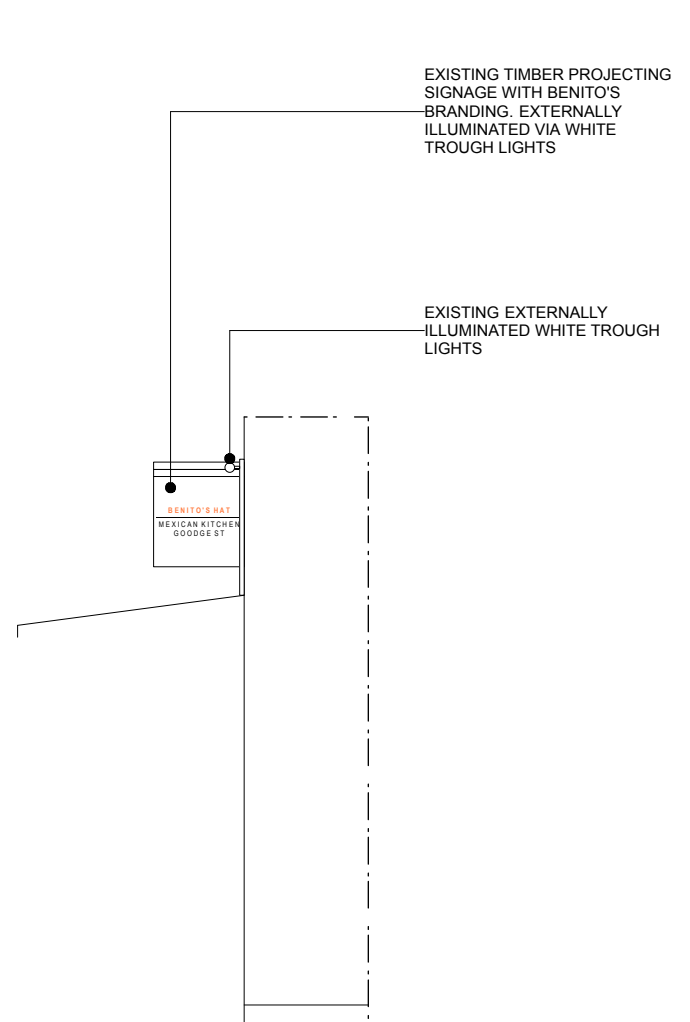 EXISTING TIMBER PROJECTING
SIGNAGE WITH BENITO'S
BRANDING. EXTERNALLY
ILLUMINATED VIA WHITE
TROUGH LIGHTS
EXISTING EXTERNALLY
ILLUMINATED WHITE TROUGH
LIGHTS
BENITO'S HAT
MEXICAN KITCHEN
GOODGE ST